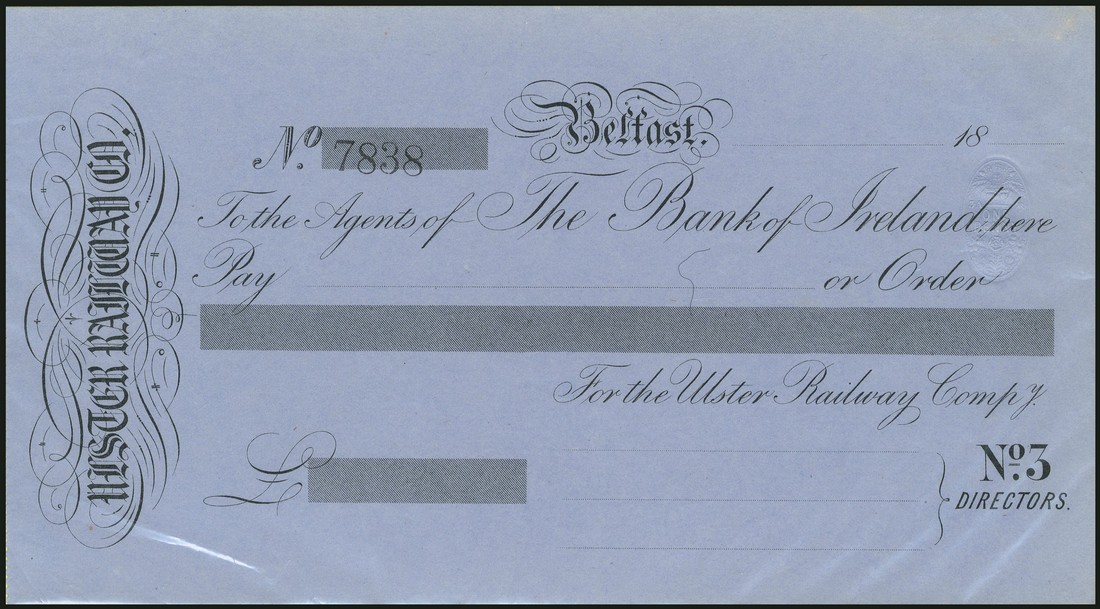 ULSTER RAILWAY CO.
No. 7838
Belfast. 18
To the Agents of The Bank of Ireland, here
Pay or Order
For the Ulster Railway Compy.
£
No. 3
DIRECTORS.